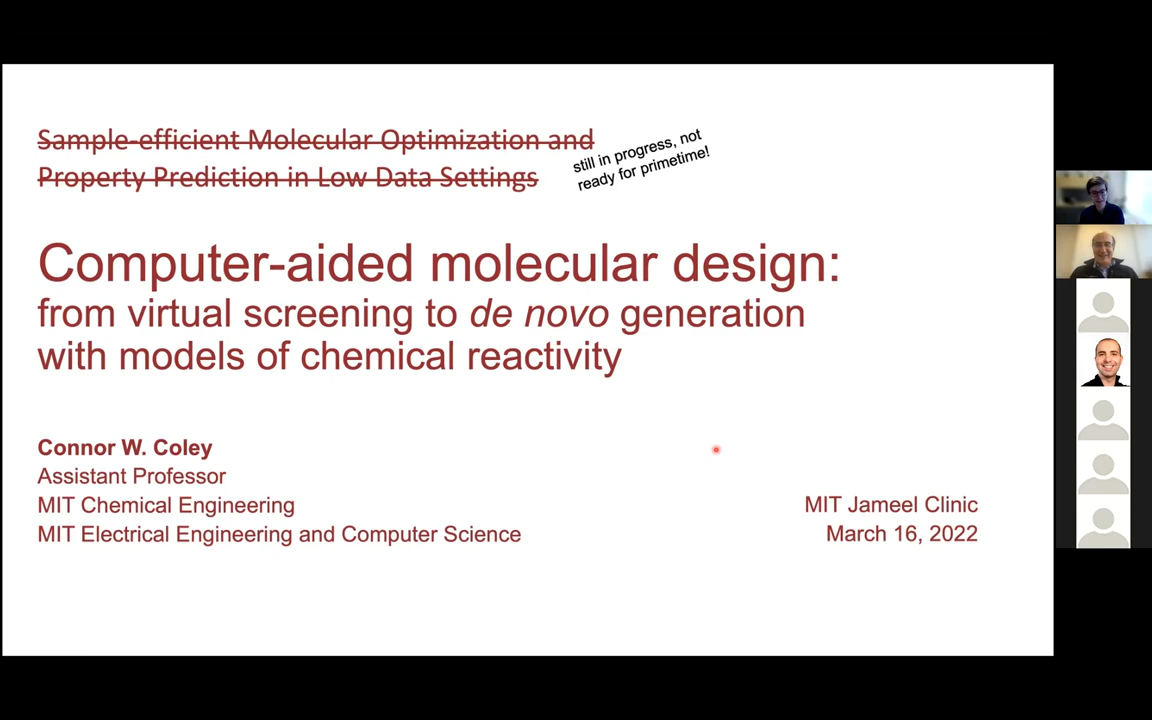 Sample-efficient Molecular Optimization and
Property Prediction in Low Data Settings
still in progress, not
ready for primetime!
Computer-aided molecular design:
from virtual screening to de novo generation
with models of chemical reactivity
Connor W. Coley
Assistant Professor
MIT Chemical Engineering
MIT Electrical Engineering and Computer Science
MIT Jameel Clinic
March 16, 2022